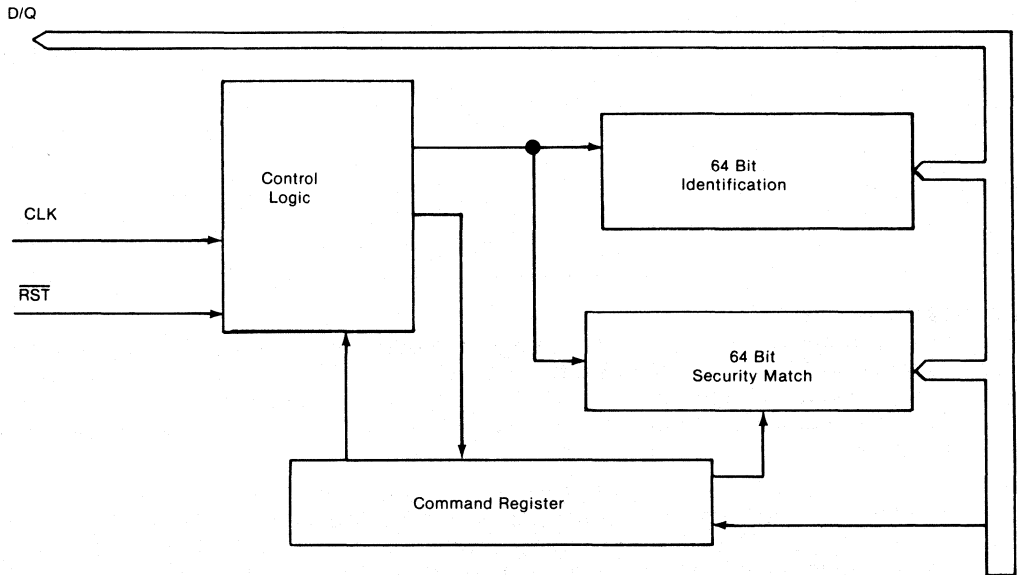 D/Q
Control
Logic
64 Bit
Identification
CLK
RST
64 Bit
Security Match
Command Register